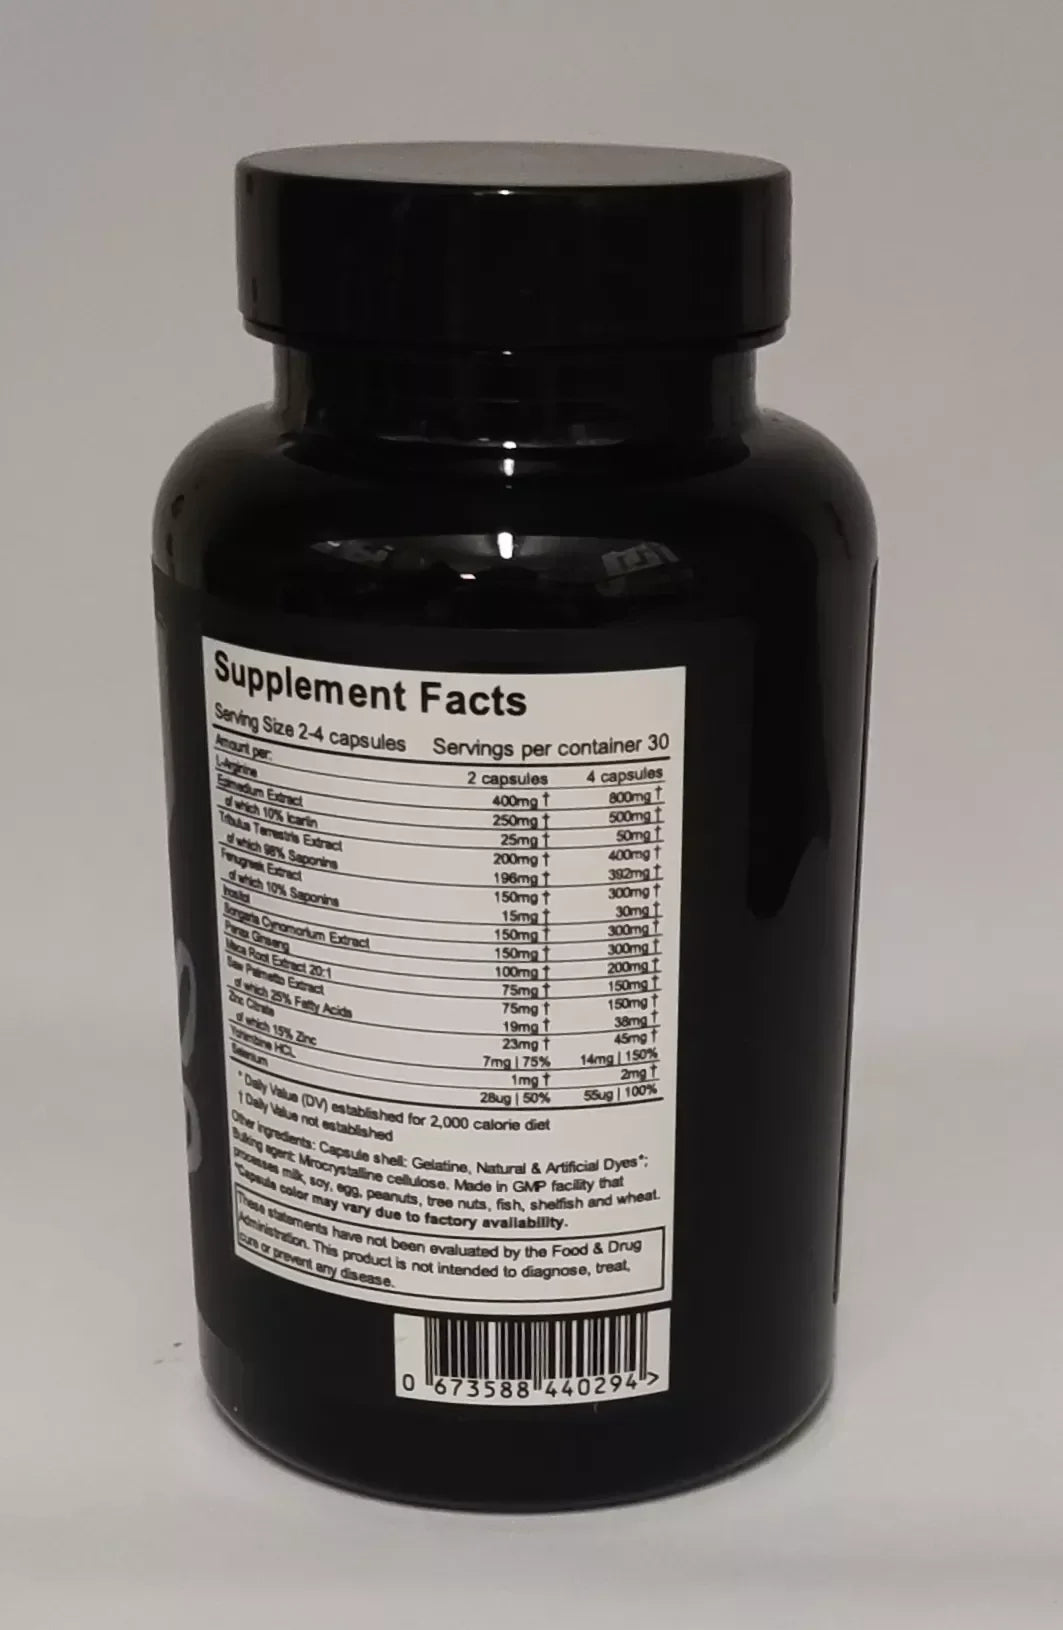 Supplement Facts
Serving Size 2-4 capsules Servings per container 30
Amount per: 2 capsules 4 capsules
L-Arginine 400mg † 800mg †
Epimedium Extract 250mg † 500mg †
of which 10% Icariin 25mg † 50mg †
Tribulus Terrestris Extract 200mg † 400mg †
of which 98% Saponins 196mg † 392mg †
Fenugreek Extract 150mg † 300mg †
of which 10% Saponins 15mg † 30mg †
Inositol 150mg † 300mg †
Songaria Cynomorium Extract 150mg † 300mg †
Panax Ginseng 100mg † 200mg †
Maca Root Extract 20:1 75mg † 150mg †
Saw Palmetto Extract 75mg † 150mg †
of which 25% Fatty Acids 19mg † 38mg †
Zinc Citrate 23mg † 45mg †
of which 15% Zinc 7mg | 75% 14mg | 150%
Yohimbine HCL 1mg † 2mg †
Selenium 28ug | 50% 55ug | 100%
* Daily Value (DV) established for 2,000 calorie diet
† Daily Value not established
Other ingredients: Capsule shell: Gelatine, Natural & Artificial Dyes*;
Bulking agent: Mirocrystalline cellulose. Made in GMP facility that
processes milk, soy, egg, peanuts, tree nuts, fish, shelfish and wheat.
*Capsule color may vary due to factory availability.
These statements have not been evaluated by the Food & Drug
Administration. This product is not intended to diagnose, treat,
cure or prevent any disease.
0 673588 440294 >